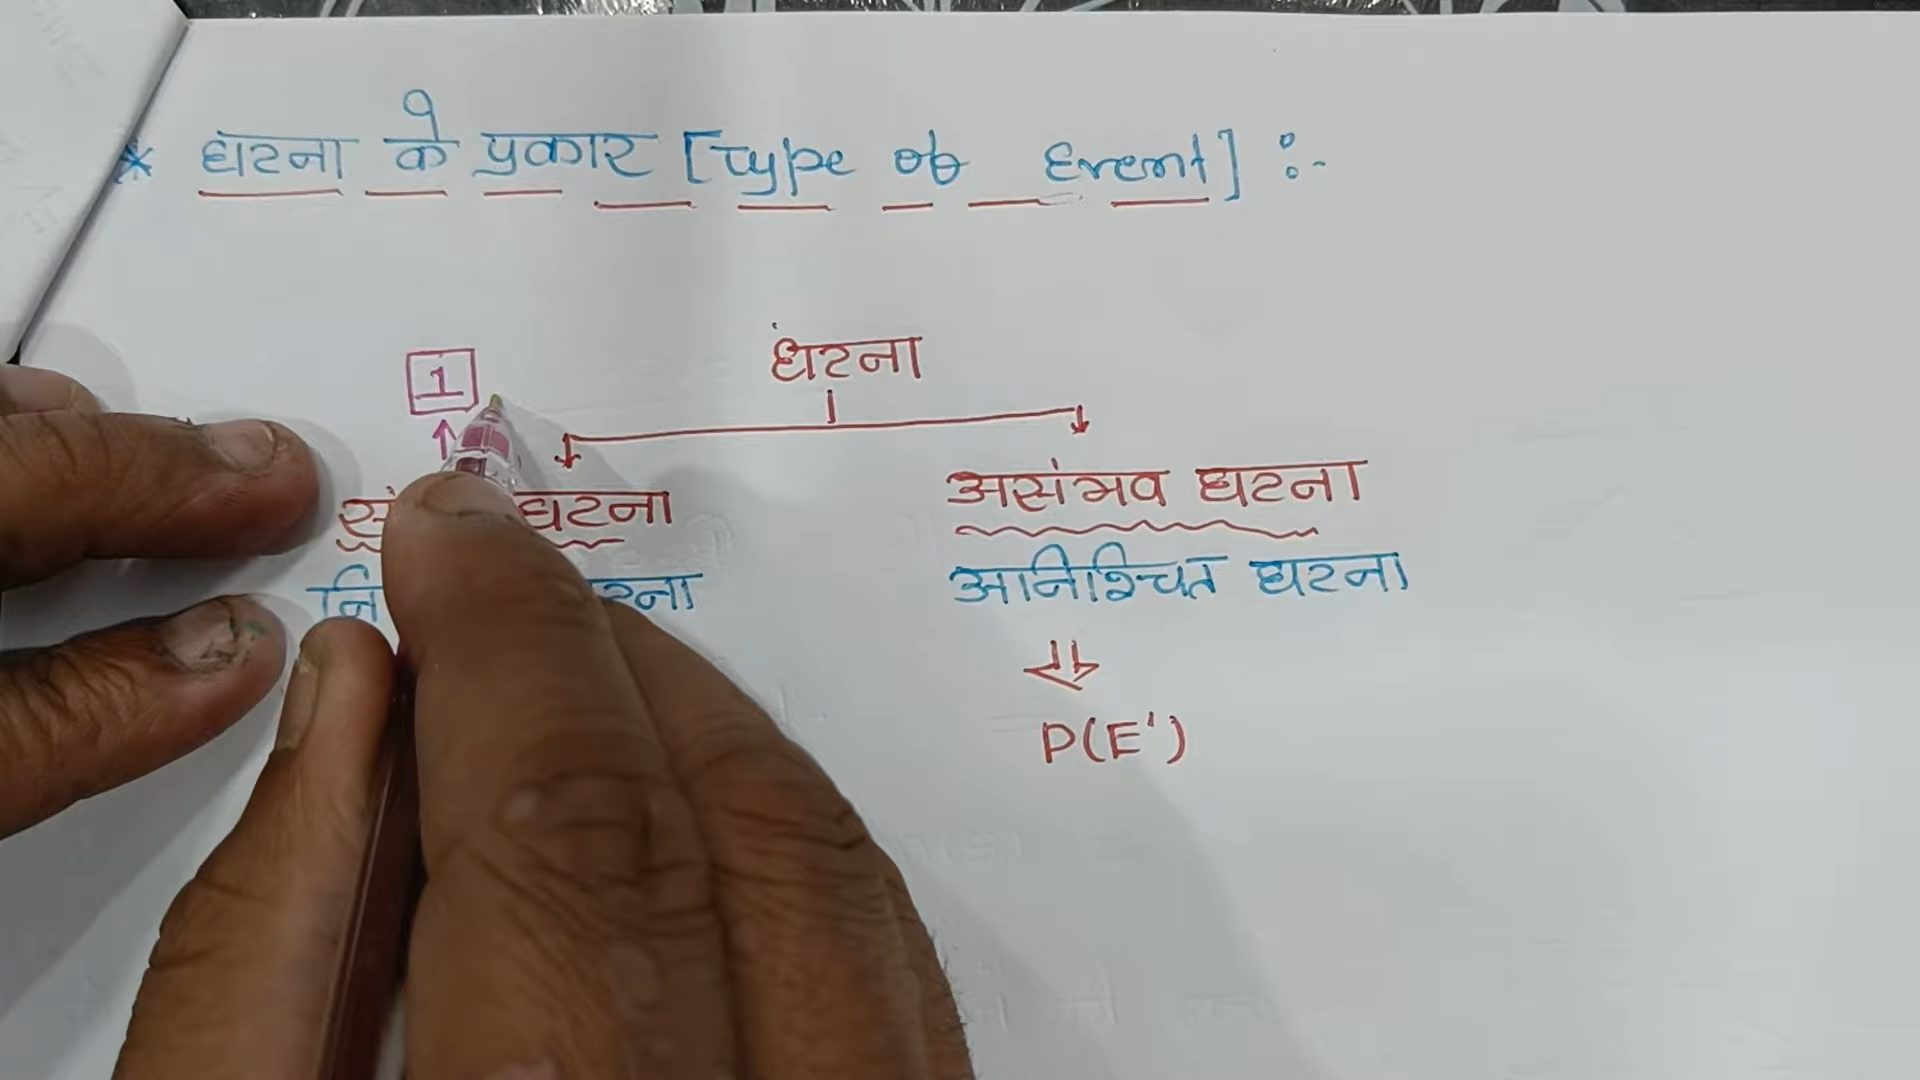 * घटना के प्रकार [Type of Event] :-
घटना
1
घटना
असंभव घटना
अनिश्चित घटना
P(E')